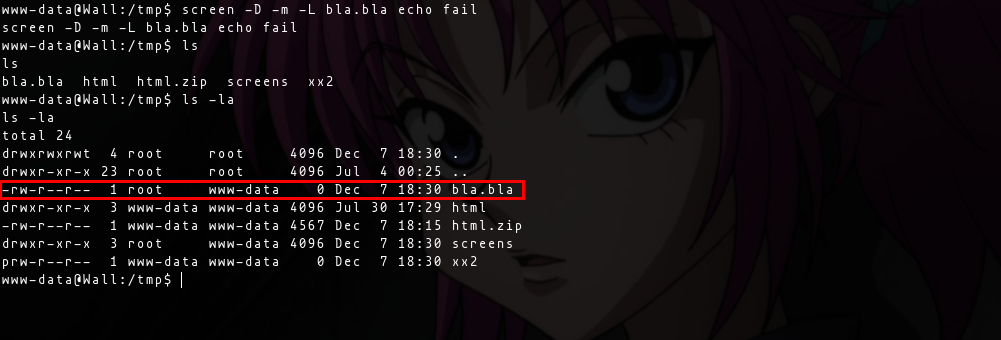 www-data@Wall:/tmp$ screen -D -m -L bla.bla echo fail
screen -D -m -L bla.bla echo fail
www-data@Wall:/tmp$ ls
ls
bla.bla  html  html.zip  screens  xx2
www-data@Wall:/tmp$ ls -la
ls -la
total 24
drwxrwxrwt  4 root     root     4096 Dec  7 18:30 .
drwxr-xr-x 23 root     root     4096 Jul  4 00:25 ..
-rw-r--r--  1 root     www-data    0 Dec  7 18:30 bla.bla
drwxr-xr-x  3 www-data www-data 4096 Jul 30 17:29 html
-rw-r--r--  1 www-data www-data 4567 Dec  7 18:15 html.zip
drwxr-xr-x  3 root     www-data 4096 Dec  7 18:30 screens
prw-r--r--  1 www-data www-data    0 Dec  7 18:30 xx2
www-data@Wall:/tmp$